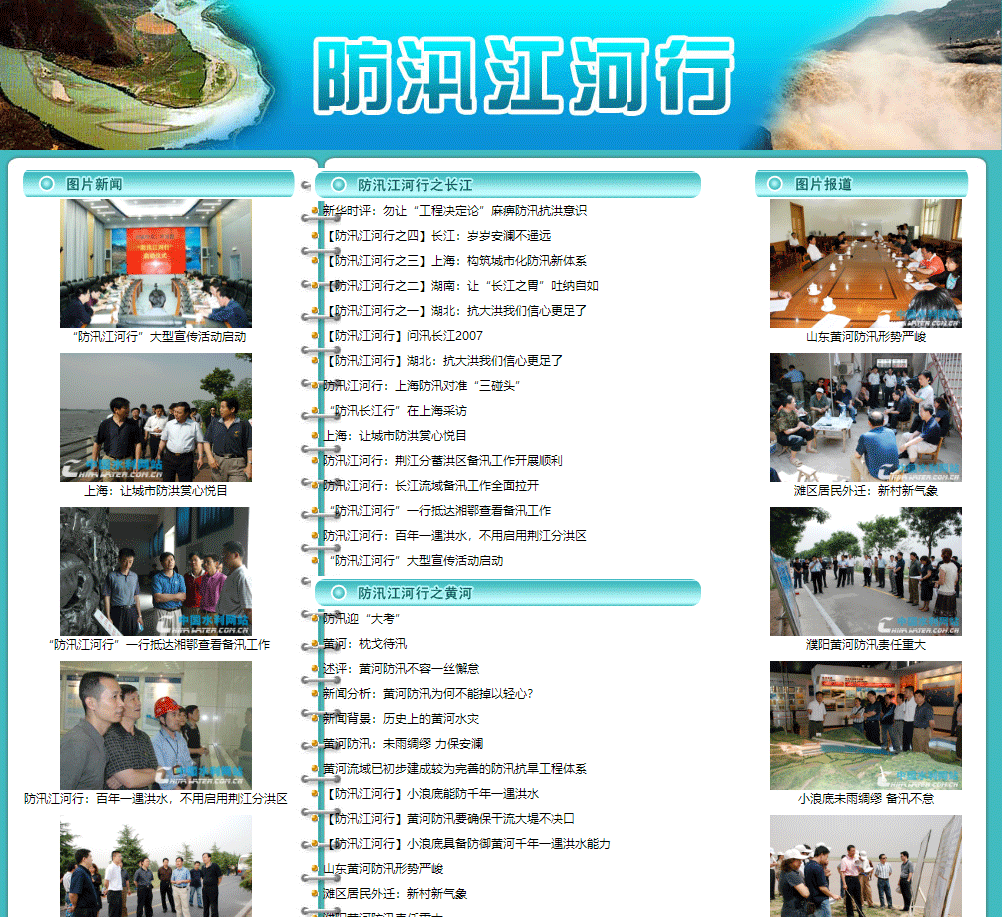 防汛江河行
图片新闻
“防汛江河行”大型宣传活动启动
上海：让城市防洪赏心悦目
“防汛江河行”一行抵达湘鄂查看备汛工作
防汛江河行：百年一遇洪水，不用启用荆江分洪区
防汛江河行之长江
新华时评：勿让“工程决定论”麻痹防汛抗洪意识
【防汛江河行之四】长江：岁岁安澜不遥远
【防汛江河行之三】上海：构筑城市化防汛新体系
【防汛江河行之二】湖南：让“长江之胃”吐纳自如
【防汛江河行之一】湖北：抗大洪我们信心更足了
【防汛江河行】问汛长江2007
【防汛江河行】湖北：抗大洪我们信心更足了
防汛江河行：上海防汛对准“三碰头”
“防汛长江行”在上海采访
上海：让城市防洪赏心悦目
防汛江河行：荆江分蓄洪区备汛工作开展顺利
防汛江河行：长江流域备汛工作全面拉开
“防汛江河行”一行抵达湘鄂查看备汛工作
防汛江河行：百年一遇洪水，不用启用荆江分洪区
“防汛江河行”大型宣传活动启动
防汛江河行之黄河
防汛迎“大考”
黄河：枕戈待汛
述评：黄河防汛不容一丝懈怠
新闻分析：黄河防汛为何不能掉以轻心？
新闻背景：历史上的黄河水灾
黄河防汛：未雨绸缪 力保安澜
黄河流域已初步建成较为完善的防汛抗旱工程体系
【防汛江河行】小浪底能防千年一遇洪水
【防汛江河行】黄河防汛要确保干流大堤不决口
【防汛江河行】小浪底具备防御黄河千年一遇洪水能力
山东黄河防汛形势严峻
滩区居民外迁：新村新气象
濮阳黄河防汛责任重大
图片报道
山东黄河防汛形势严峻
滩区居民外迁：新村新气象
濮阳黄河防汛责任重大
小浪底未雨绸缪 备汛不怠